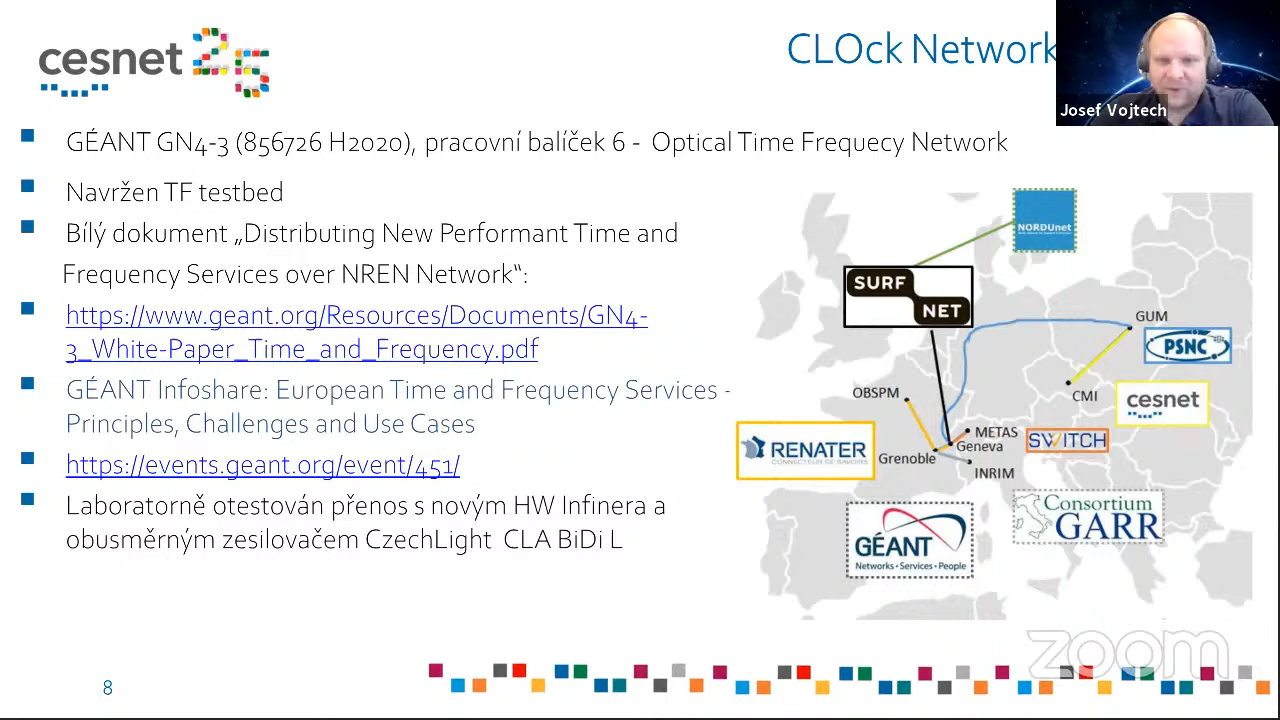 cesnet 25
CLOck Network
Josef Vojtech
GÉANT GN4-3 (856726 H2020), pracovní balíček 6 - Optical Time Frequecy Network
Navržen TF testbed
Bílý dokument „Distributing New Performant Time and
Frequency Services over NREN Network“:
https://www.geant.org/Resources/Documents/GN4-
3_White-Paper_Time_and_Frequency.pdf
GÉANT Infoshare: European Time and Frequency Services -
Principles, Challenges and Use Cases
https://events.geant.org/event/451/
Laboratorně otestován přenos s novým HW Infinera a
obusměrným zesilovačem CzechLight CLA BiDi L
NORDUnet
SURF
NET
GUM
PSNC
OBSPM
CMI
cesnet
METAS
SWITCH
RENATER
Geneva
Grenoble
INRIM
Consortium
GARR
GÉANT
Networks • Services • People
zoom
8